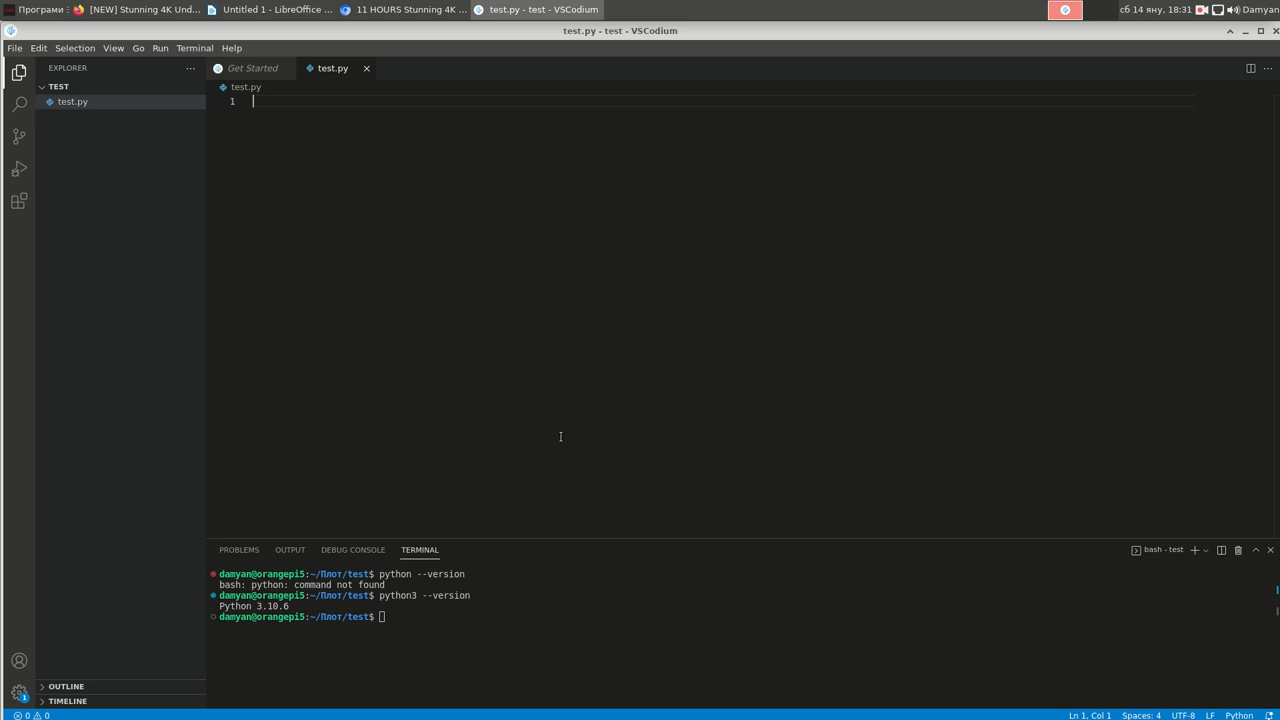 Програми
[NEW] Stunning 4K Und...
Untitled 1 - LibreOffice ...
11 HOURS Stunning 4K ...
test.py - test - VSCodium
сб 14 яну, 18:31
Damyan
test.py - test - VSCodium
File Edit Selection View Go Run Terminal Help
EXPLORER
Get Started
test.py
TEST
test.py
test.py
1
PROBLEMS OUTPUT DEBUG CONSOLE TERMINAL
bash - test
damyan@orangepi5:~/Плот/test$ python --version
bash: python: command not found
damyan@orangepi5:~/Плот/test$ python3 --version
Python 3.10.6
damyan@orangepi5:~/Плот/test$
OUTLINE
TIMELINE
1
0 0
Ln 1, Col 1 Spaces: 4 UTF-8 LF Python